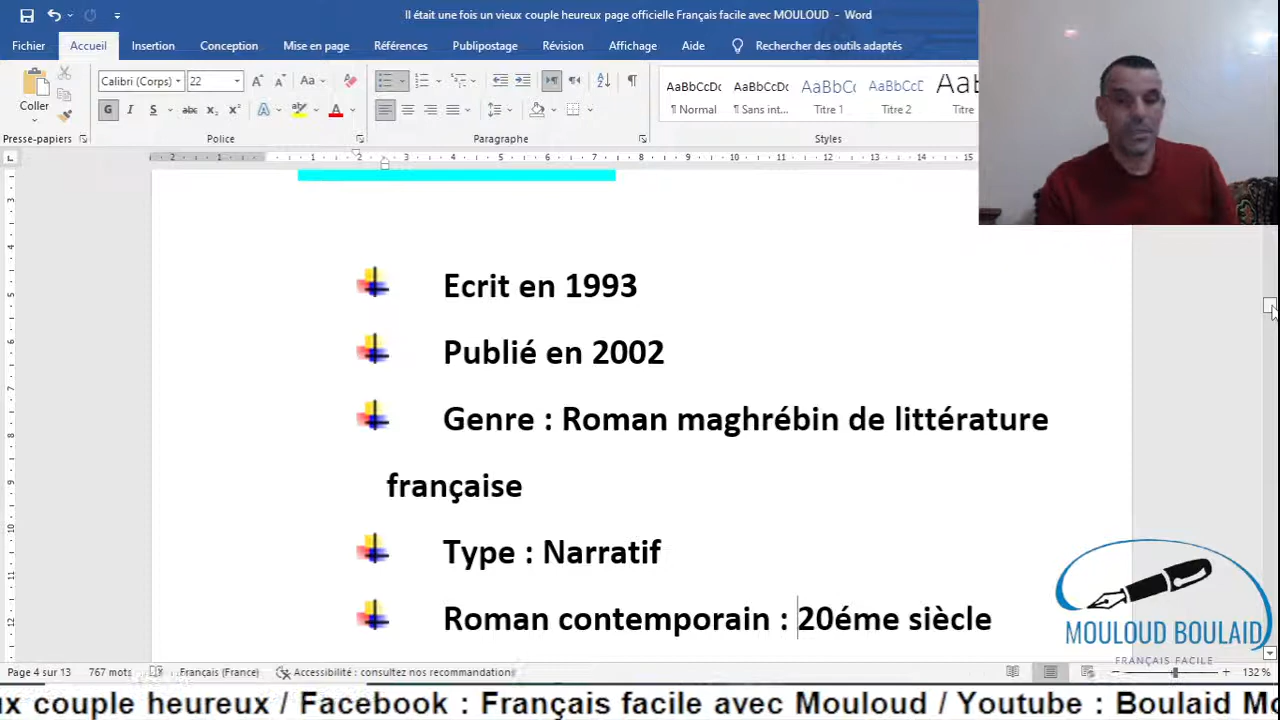 Il était une fois un vieux couple heureux page officielle Français facile avec MOULOUD - Word
Fichier Accueil Insertion Conception Mise en page Références Publipostage Révision Affichage Aide Rechercher des outils adaptés
Calibri (Corps) 22
AaBbCcDc AaBbCcDc AaBbC AaBbCcD
Coller ¶ Normal ¶ Sans int... Titre 1 Titre 2 Titre
Presse-papiers Police Paragraphe Styles
Ecrit en 1993
Publié en 2002
Genre : Roman maghrébin de littérature
française
Type : Narratif
Roman contemporain : 20éme siècle
MOULOUD BOULAID
FRANÇAIS FACILE
Page 4 sur 13 767 mots Français (France) Accessibilité : consultez nos recommandations 132 %
ux couple heureux / Facebook : Français facile avec Mouloud / Youtube : Boulaid Mo